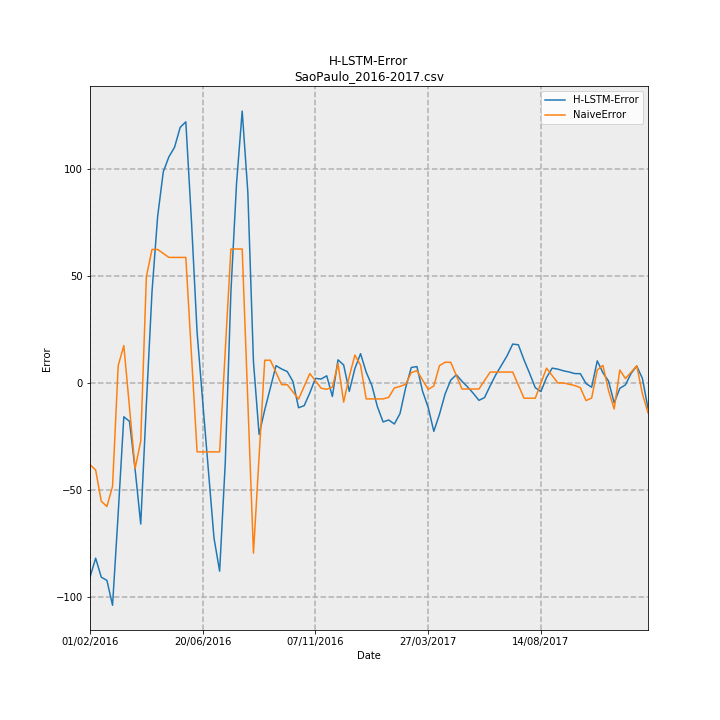 H-LSTM-Error
SaoPaulo_2016-2017.csv
H-LSTM-Error
NaiveError
Error
100
50
0
−50
−100
01/02/2016 20/06/2016 07/11/2016 27/03/2017 14/08/2017
Date